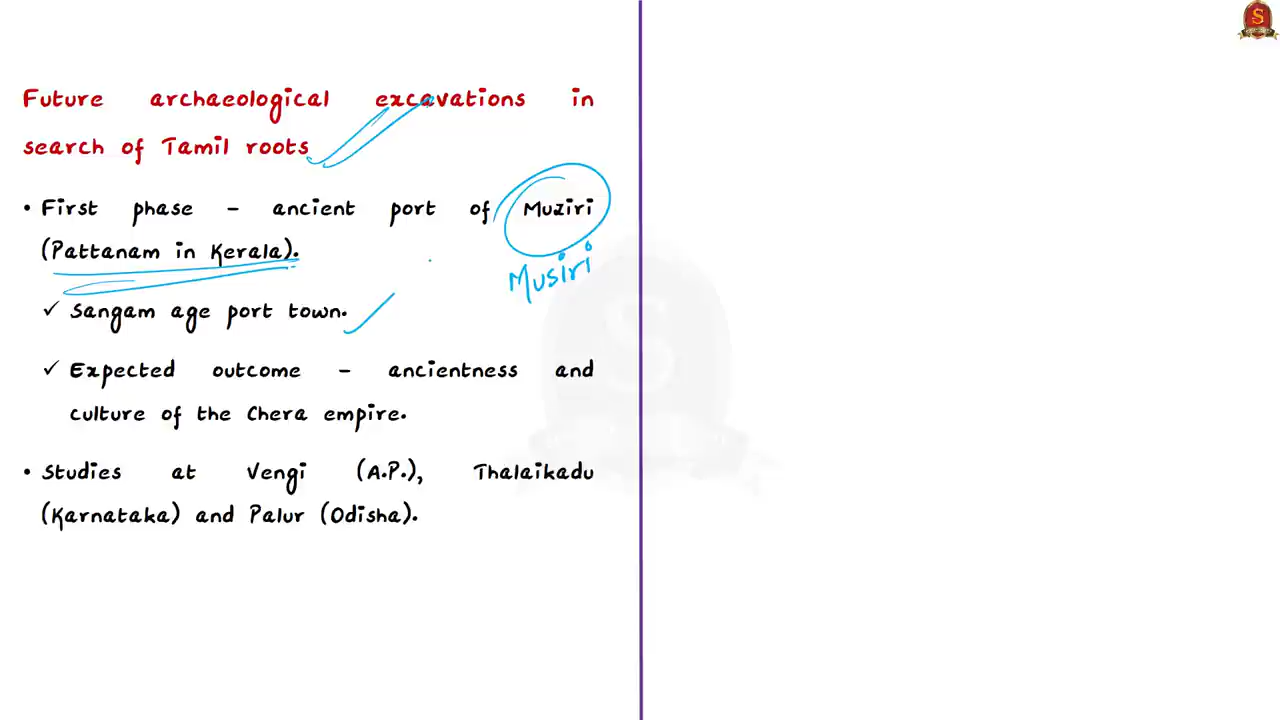 Future archaeological excavations in
search of Tamil roots
• First phase - ancient port of Muziri
(Pattanam in Kerala).
Musiri
✓ Sangam age port town.
✓ Expected outcome - ancientness and
culture of the Chera empire.
• Studies at Vengi (A.P.), Thalaikadu
(Karnataka) and Palur (Odisha).
S